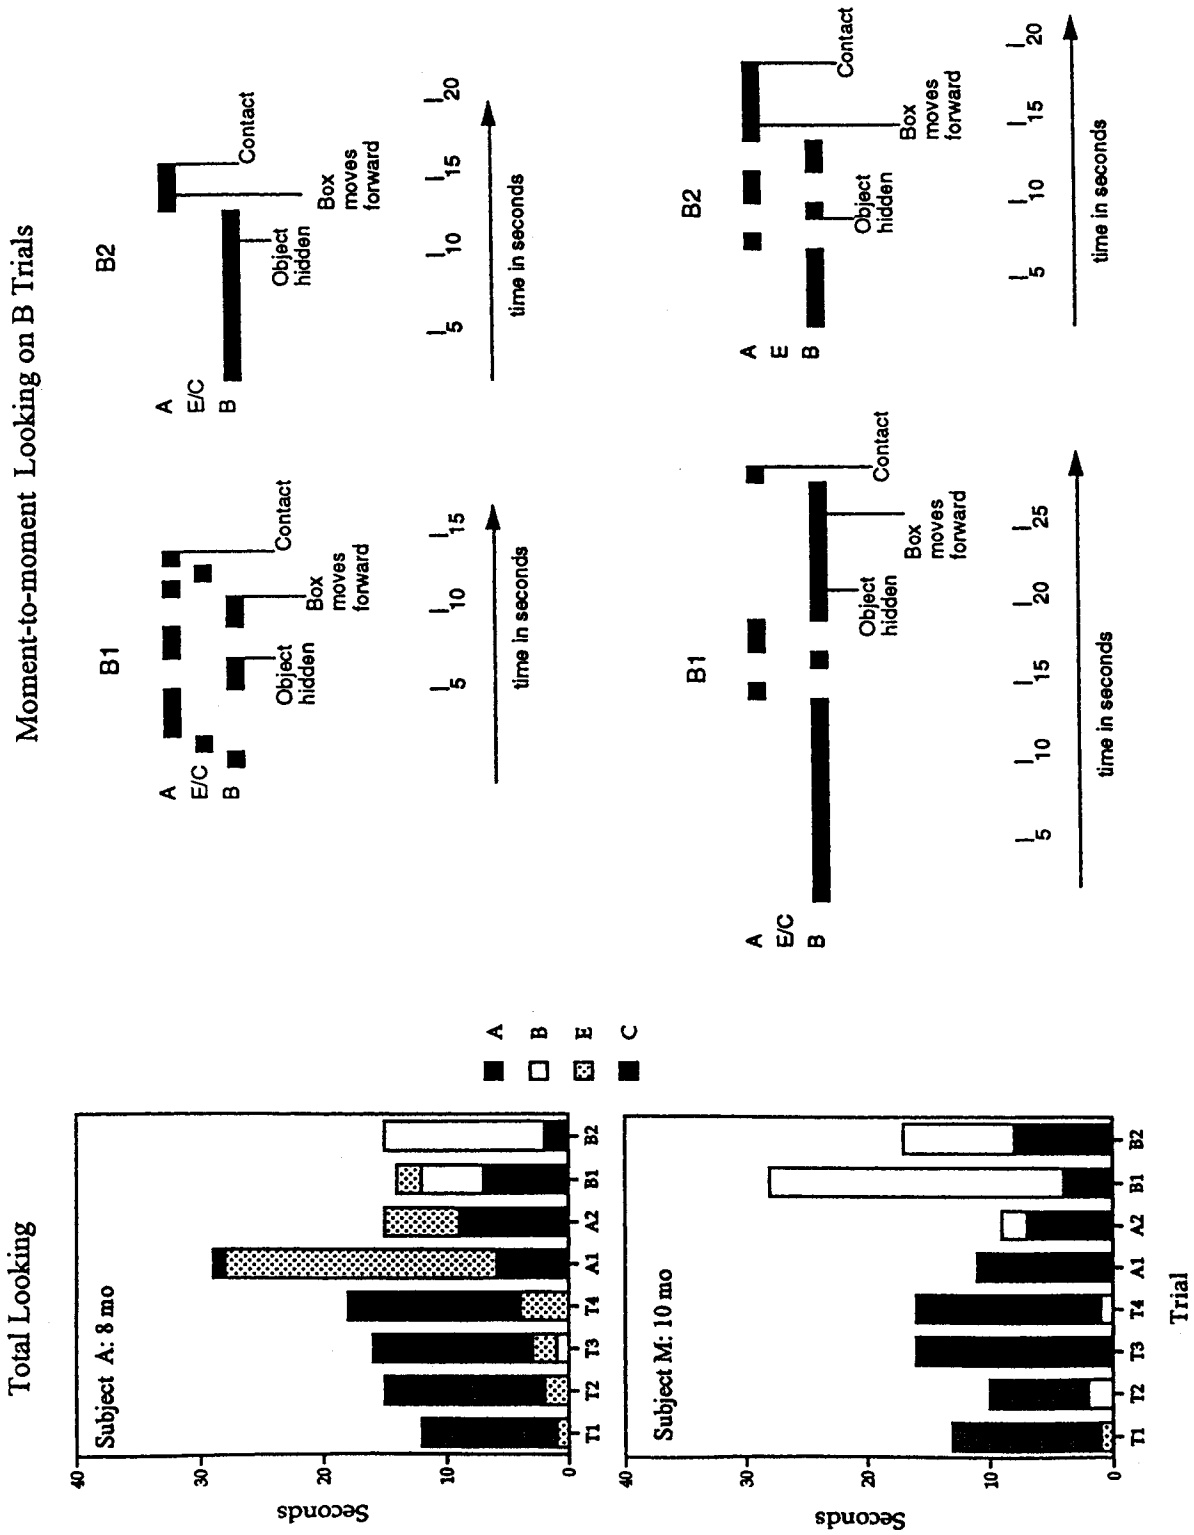 Total Looking
Moment-to-moment Looking on B Trials
Subject A: 8 mo
Seconds
0
10
20
30
40
T1
T2
T3
T4
A1
A2
B1
B2
Subject M: 10 mo
Seconds
0
10
20
30
40
T1
T2
T3
T4
A1
A2
B1
B2
Trial
A
B
E
C
B1
A
E/C
B
Object
hidden
Box
moves
forward
Contact
5
10
15
time in seconds
B2
A
E/C
B
Object
hidden
Box
moves
forward
Contact
5
10
15
20
time in seconds
B1
A
E/C
B
Object
hidden
Box
moves
forward
Contact
5
10
15
20
25
time in seconds
B2
A
E
B
Object
hidden
Box
moves
forward
Contact
5
10
15
20
time in seconds